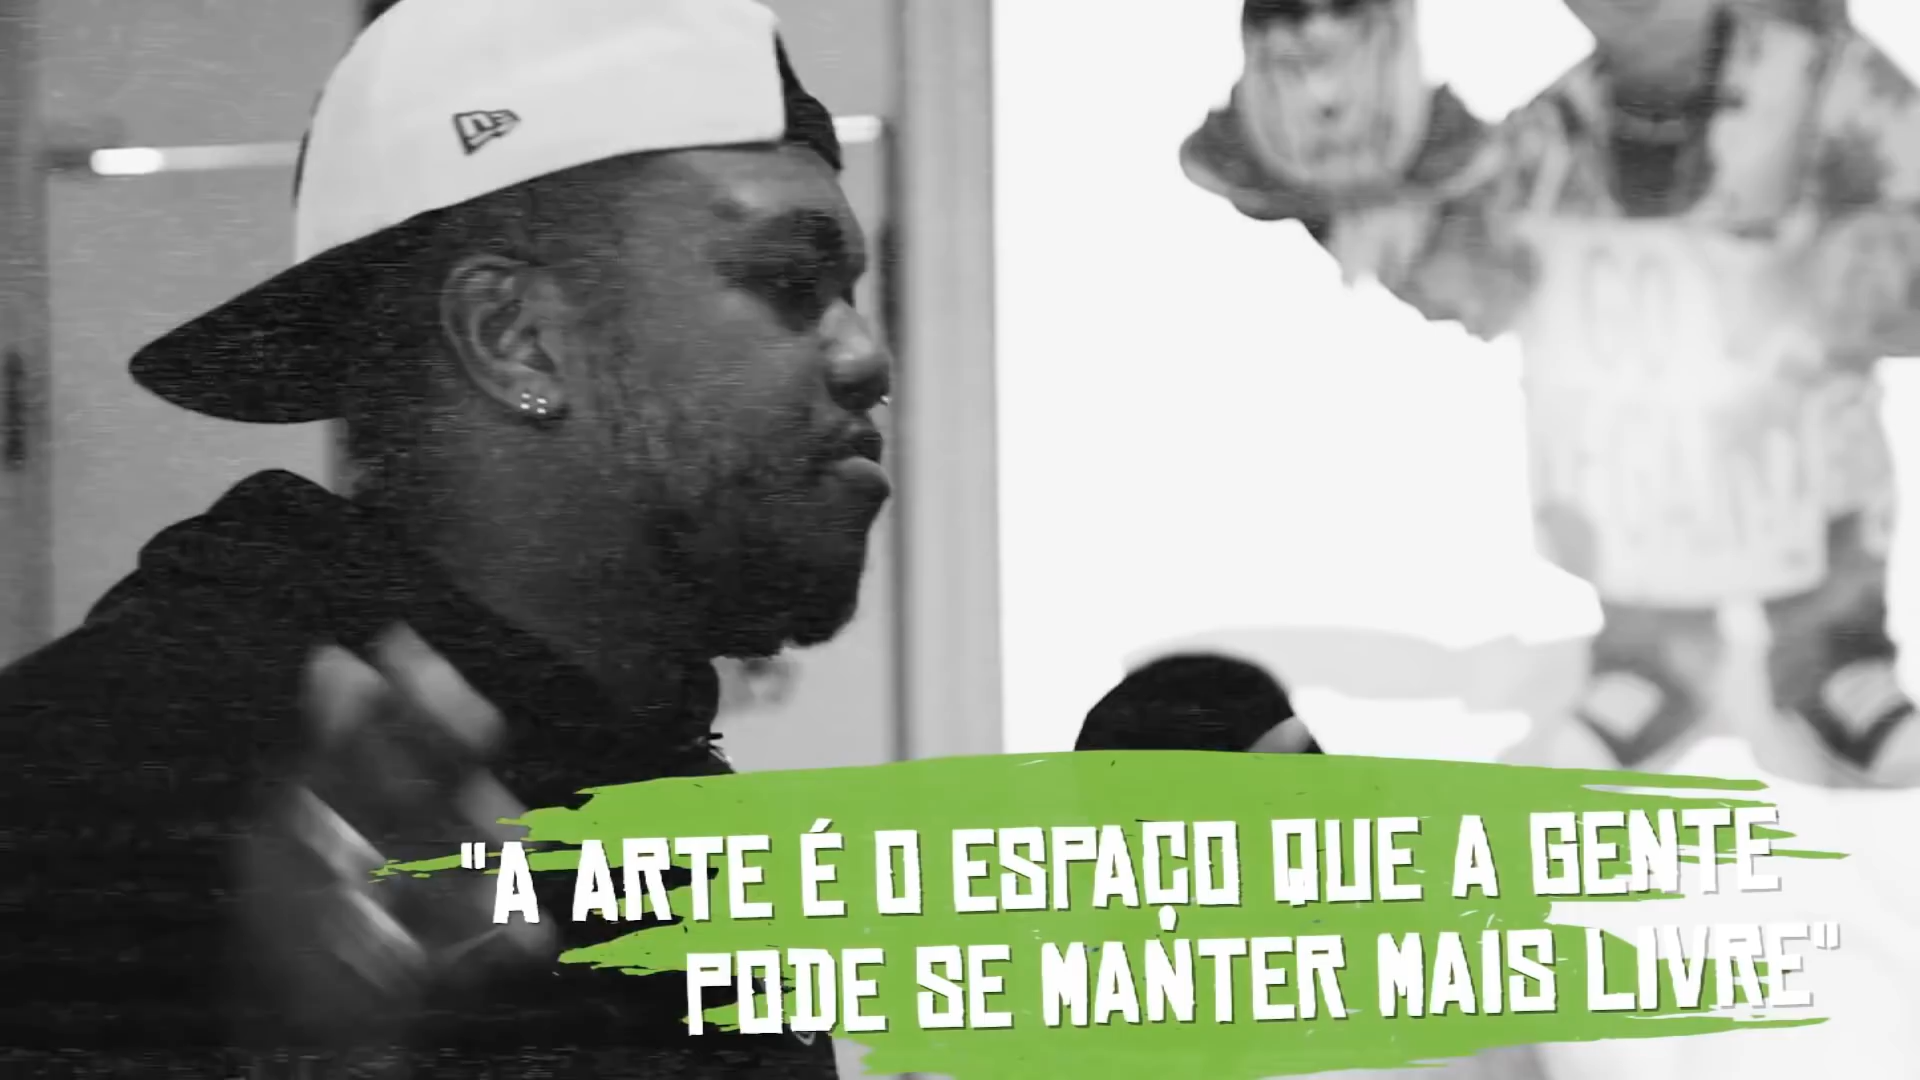 "A ARTE É O ESPAÇO QUE A GENTE
PODE SE MANTER MAIS LIVRE"